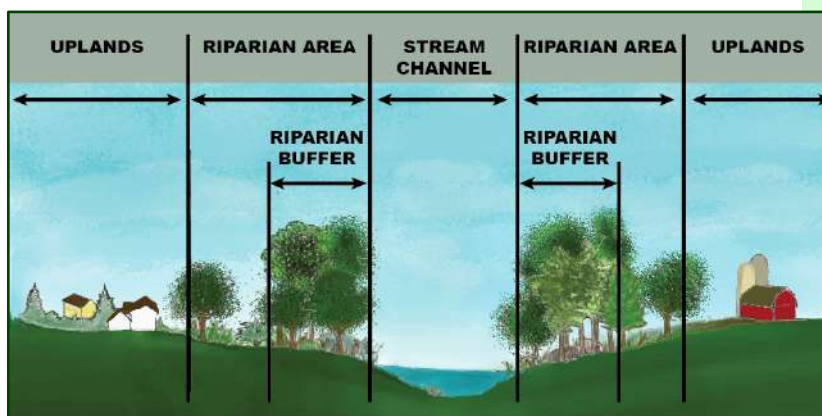 UPLANDS
RIPARIAN AREA
STREAM
CHANNEL
RIPARIAN AREA
UPLANDS
RIPARIAN
BUFFER
RIPARIAN
BUFFER